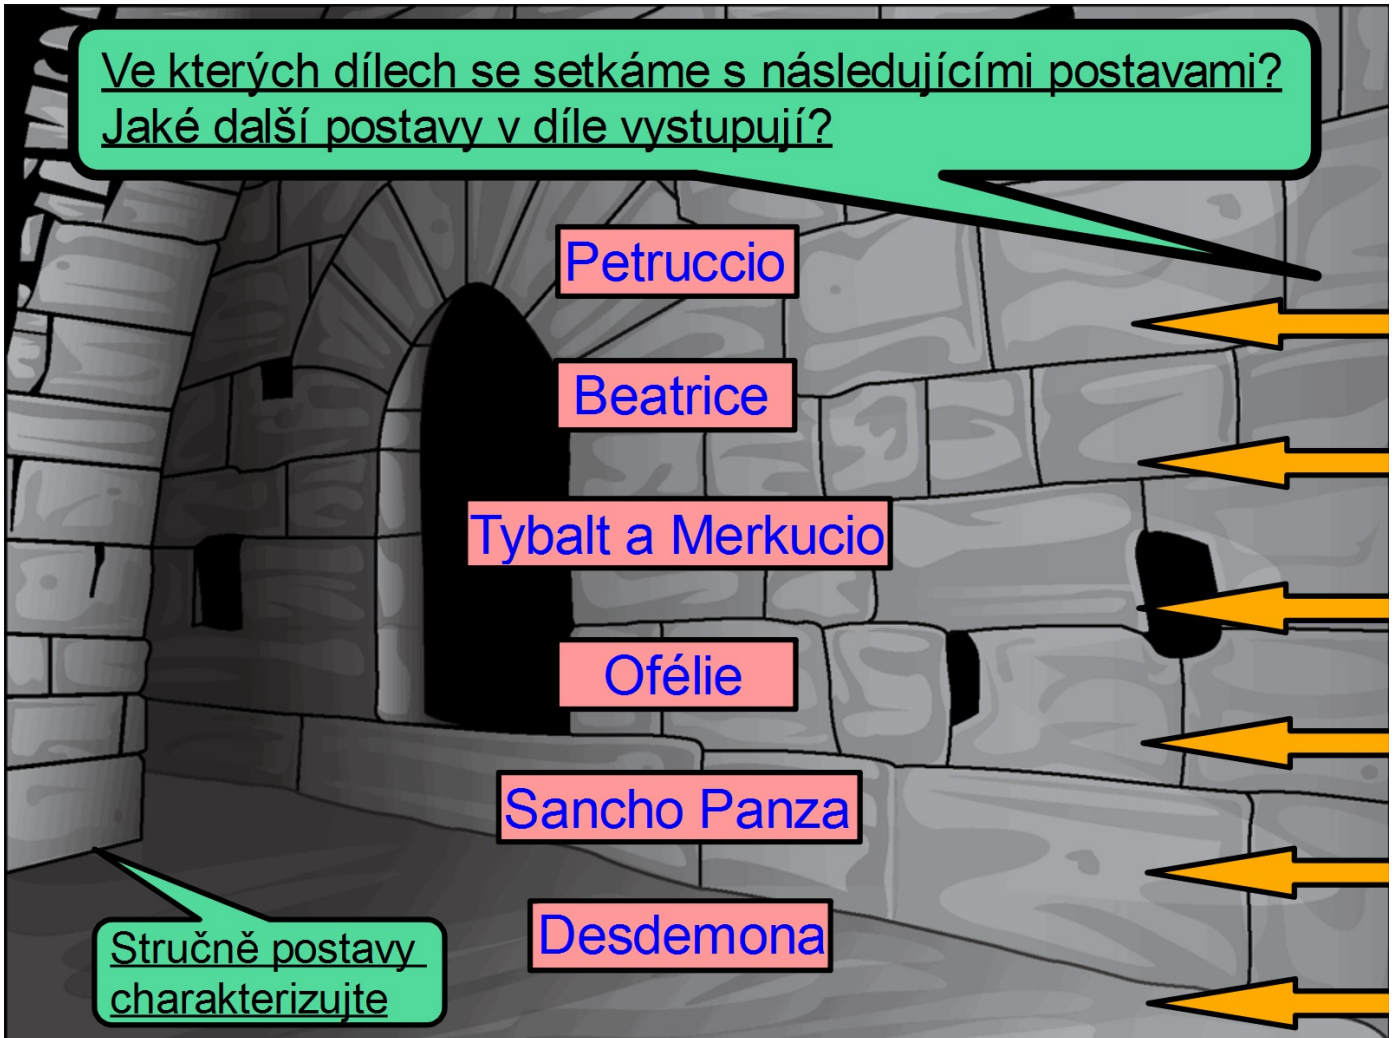 Ve kterých dílech se setkáme s následujícími postavami?
Jaké další postavy v díle vystupují?
Petruccio
Beatrice
Tybalt a Merkucio
Ofélie
Sancho Panza
Desdemona
Stručně postavy
charakterizujte